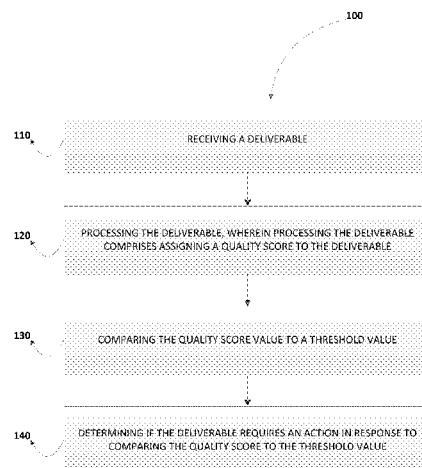 100
110
RECEIVING A DELIVERABLE
120
PROCESSING THE DELIVERABLE, WHEREIN PROCESSING THE DELIVERABLE
COMPRISES ASSIGNING A QUALITY SCORE TO THE DELIVERABLE
130
COMPARING THE QUALITY SCORE VALUE TO A THRESHOLD VALUE
140
DETERMINING IF THE DELIVERABLE REQUIRES AN ACTION IN RESPONSE TO
COMPARING THE QUALITY SCORE TO THE THRESHOLD VALUE